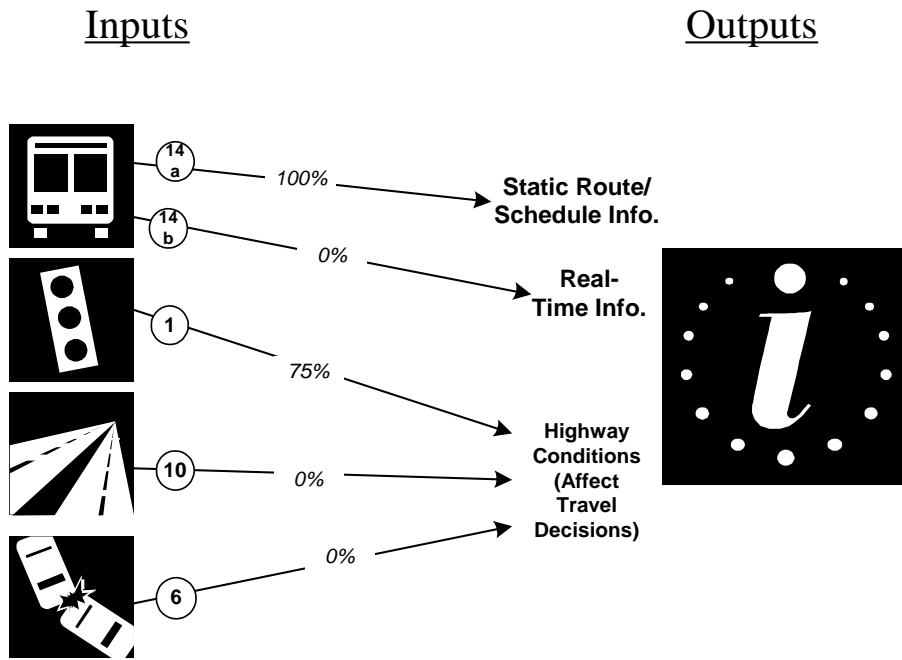 Inputs
Outputs
14
a
100%
Static Route/
Schedule Info.
14
b
0%
Real-
Time Info.
1
75%
Highway
Conditions
(Affect
Travel
Decisions)
10
0%
6
0%
i